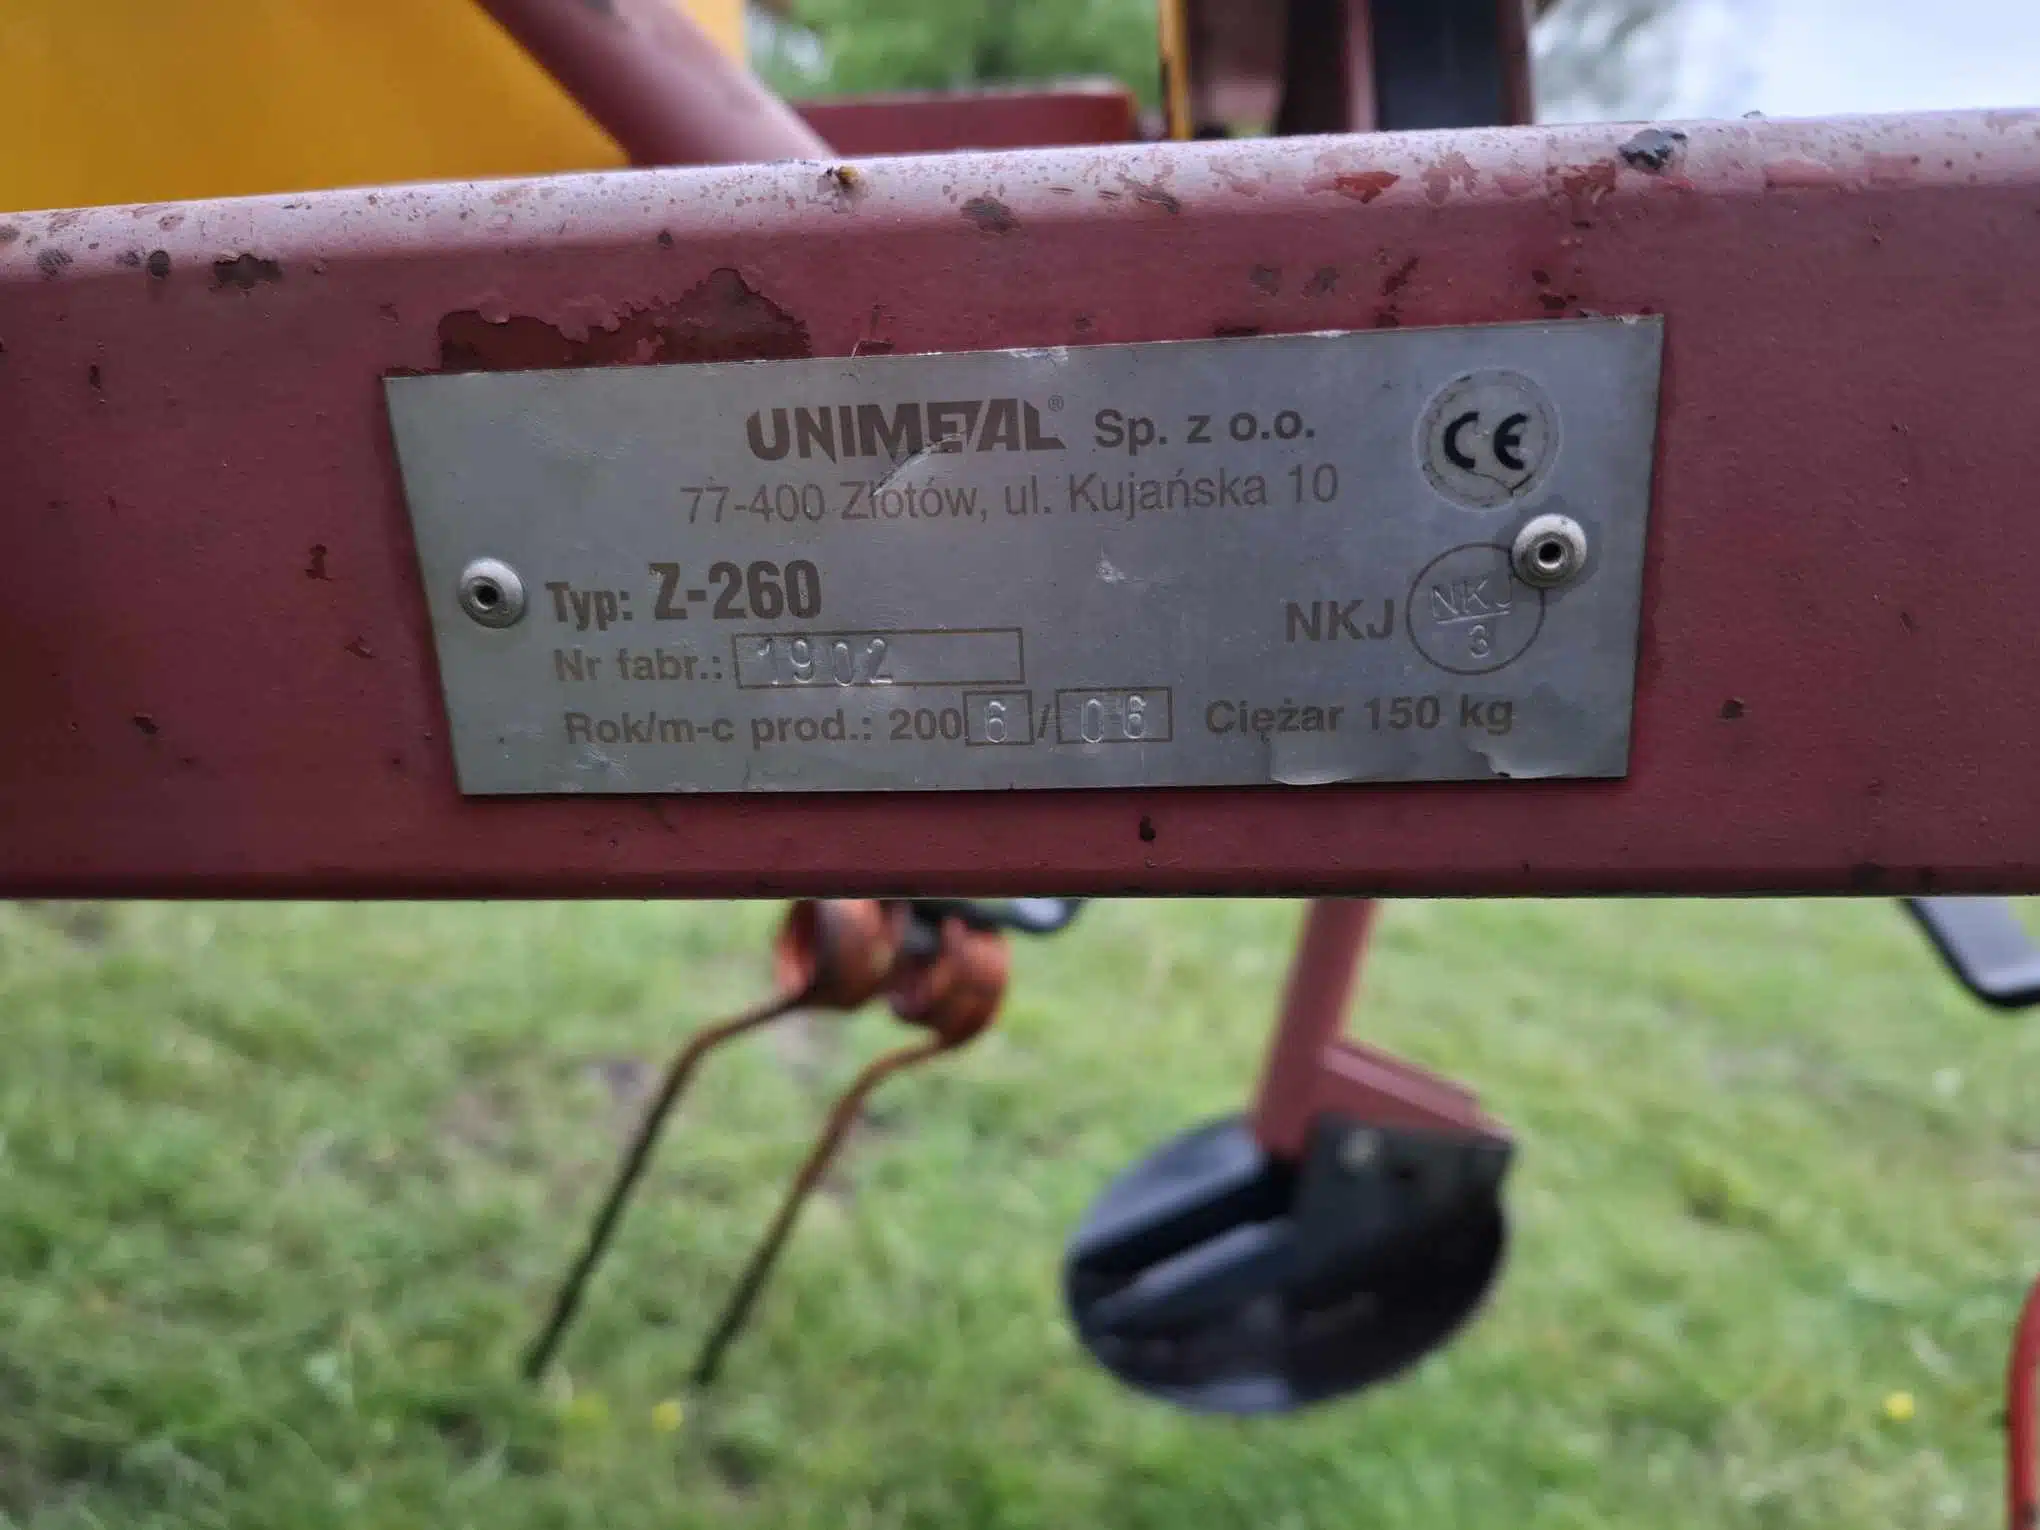 UNIMETAL® Sp. z o.o.
CE
77-400 Złotów, ul. Kujańska 10
Typ: Z-260
NKJ NKJ
3
Nr fabr.: 1902
Rok/m-c prod.: 2006/06 Ciężar 150 kg